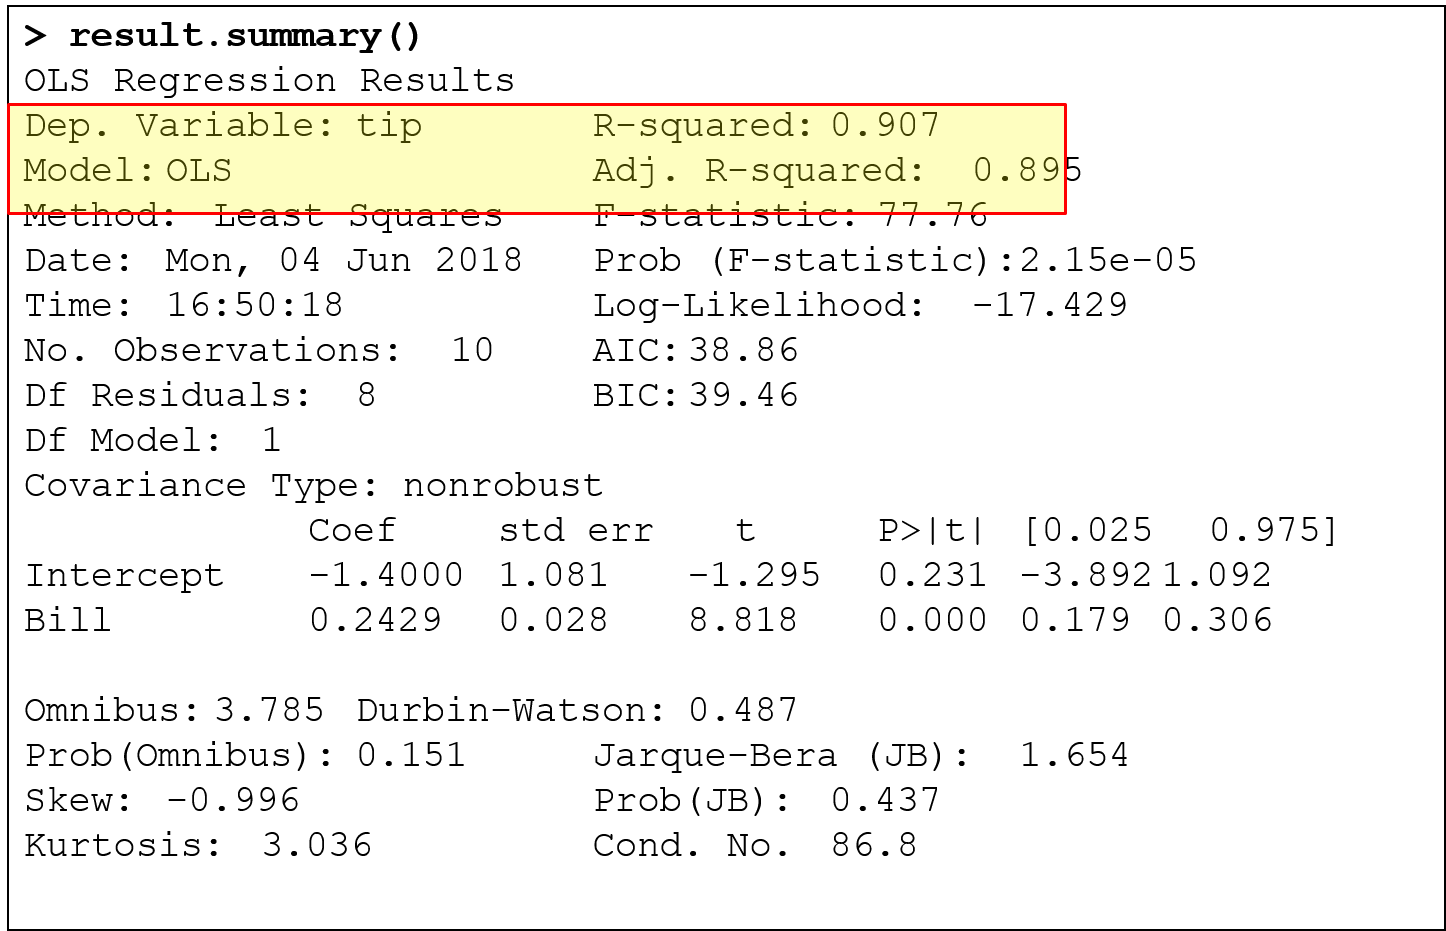 > result.summary()
OLS Regression Results
Dep. Variable: tip R-squared: 0.907
Model: OLS Adj. R-squared: 0.895
Method: Least Squares F-statistic: 77.76
Date: Mon, 04 Jun 2018 Prob (F-statistic):2.15e-05
Time: 16:50:18 Log-Likelihood: -17.429
No. Observations: 10 AIC: 38.86
Df Residuals: 8 BIC: 39.46
Df Model: 1
Covariance Type: nonrobust
Coef std err t P>|t| [0.025 0.975]
Intercept -1.4000 1.081 -1.295 0.231 -3.892 1.092
Bill 0.2429 0.028 8.818 0.000 0.179 0.306
Omnibus: 3.785 Durbin-Watson: 0.487
Prob(Omnibus): 0.151 Jarque-Bera (JB): 1.654
Skew: -0.996 Prob(JB): 0.437
Kurtosis: 3.036 Cond. No. 86.8